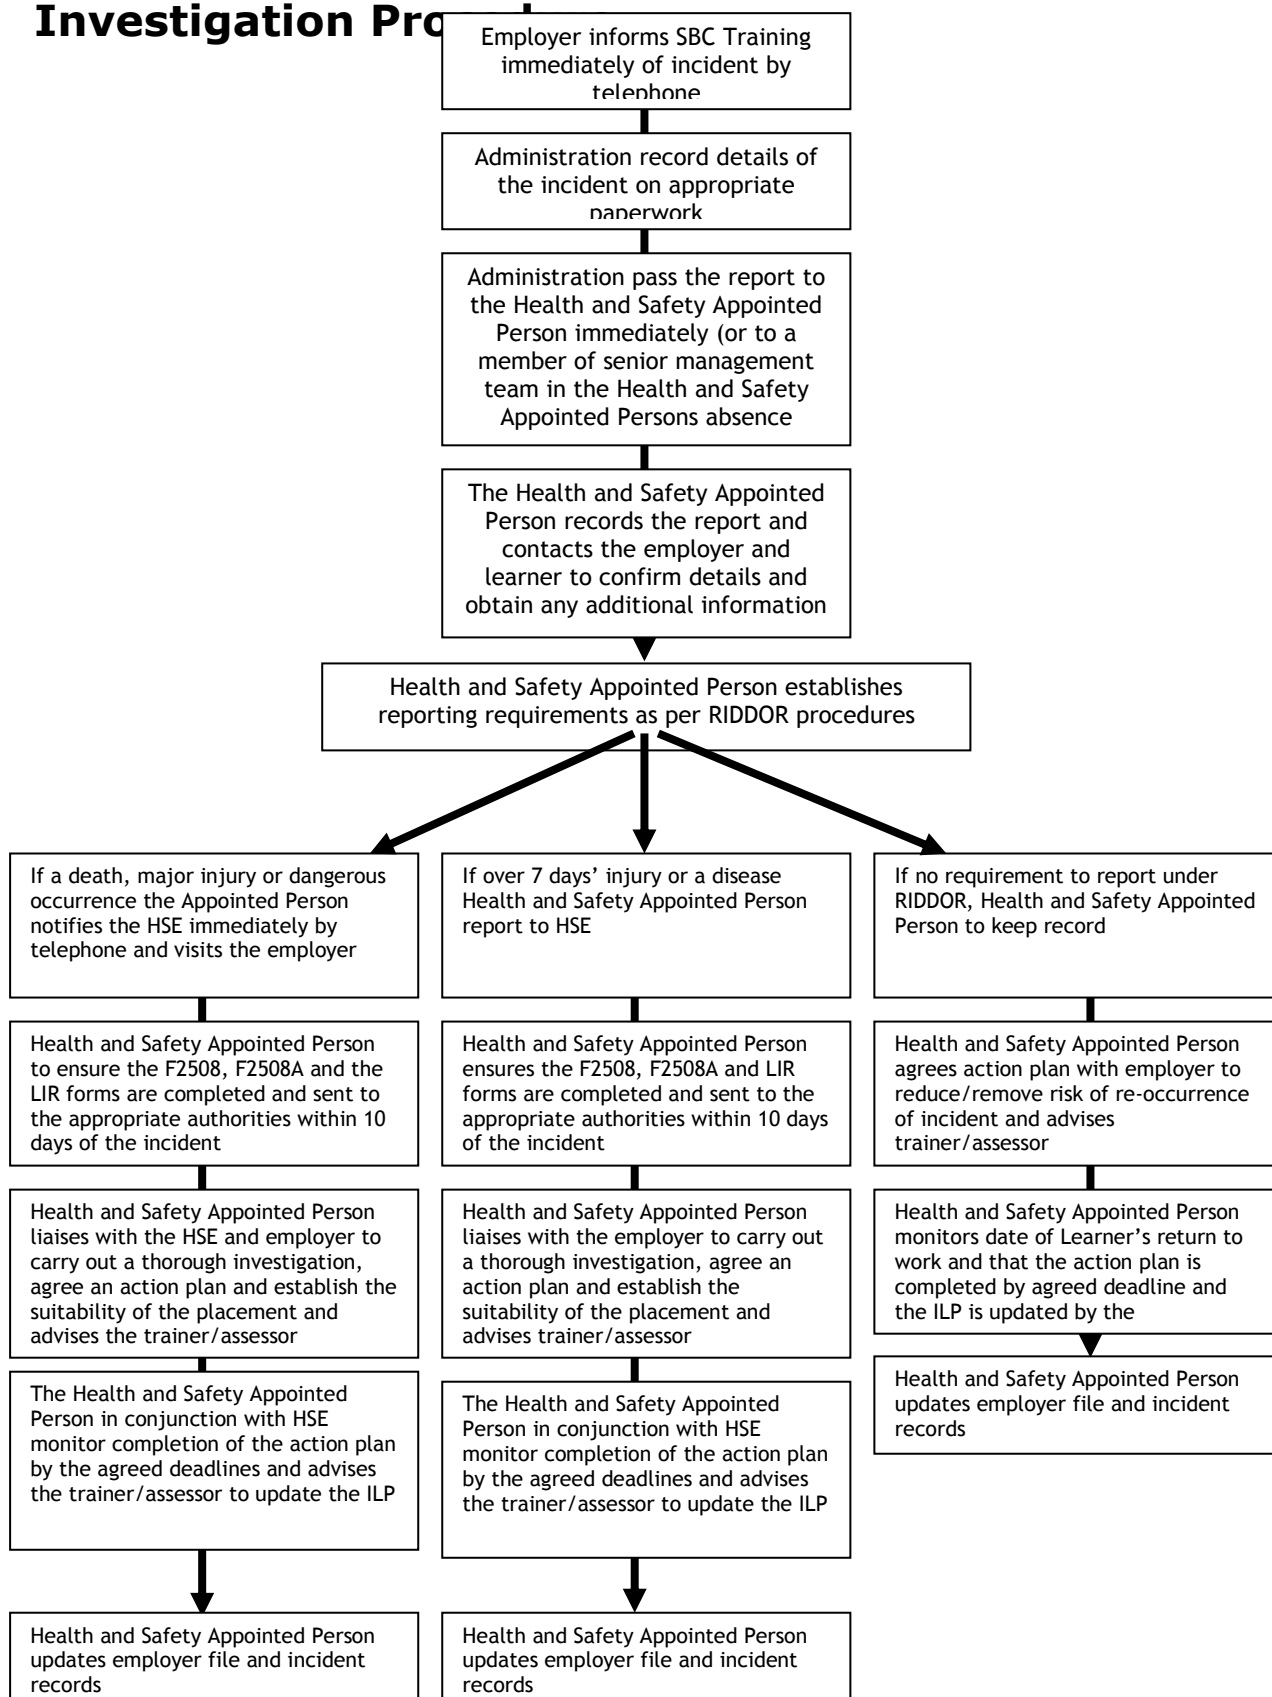 Investigation Pro
Employer informs SBC Training
immediately of incident by
telephone
Administration record details of
the incident on appropriate
paperwork
Administration pass the report to
the Health and Safety Appointed
Person immediately (or to a
member of senior management
team in the Health and Safety
Appointed Persons absence
The Health and Safety Appointed
Person records the report and
contacts the employer and
learner to confirm details and
obtain any additional information
Health and Safety Appointed Person establishes
reporting requirements as per RIDDOR procedures
If a death, major injury or dangerous
occurrence the Appointed Person
notifies the HSE immediately by
telephone and visits the employer
Health and Safety Appointed Person
to ensure the F2508, F2508A and the
LIR forms are completed and sent to
the appropriate authorities within 10
days of the incident
Health and Safety Appointed Person
liaises with the HSE and employer to
carry out a thorough investigation,
agree an action plan and establish the
suitability of the placement and
advises the trainer/assessor
The Health and Safety Appointed
Person in conjunction with HSE
monitor completion of the action plan
by the agreed deadlines and advises
the trainer/assessor to update the ILP
Health and Safety Appointed Person
updates employer file and incident
records
If over 7 days’ injury or a disease
Health and Safety Appointed Person
report to HSE
Health and Safety Appointed Person
ensures the F2508, F2508A and LIR
forms are completed and sent to the
appropriate authorities within 10 days
of the incident
Health and Safety Appointed Person
liaises with the employer to carry out
a thorough investigation, agree an
action plan and establish the
suitability of the placement and
advises trainer/assessor
The Health and Safety Appointed
Person in conjunction with HSE
monitor completion of the action plan
by the agreed deadlines and advises
the trainer/assessor to update the ILP
Health and Safety Appointed Person
updates employer file and incident
records
If no requirement to report under
RIDDOR, Health and Safety Appointed
Person to keep record
Health and Safety Appointed Person
agrees action plan with employer to
reduce/remove risk of re-occurrence
of incident and advises
trainer/assessor
Health and Safety Appointed Person
monitors date of Learner’s return to
work and that the action plan is
completed by agreed deadline and
the ILP is updated by the
Health and Safety Appointed Person
updates employer file and incident
records